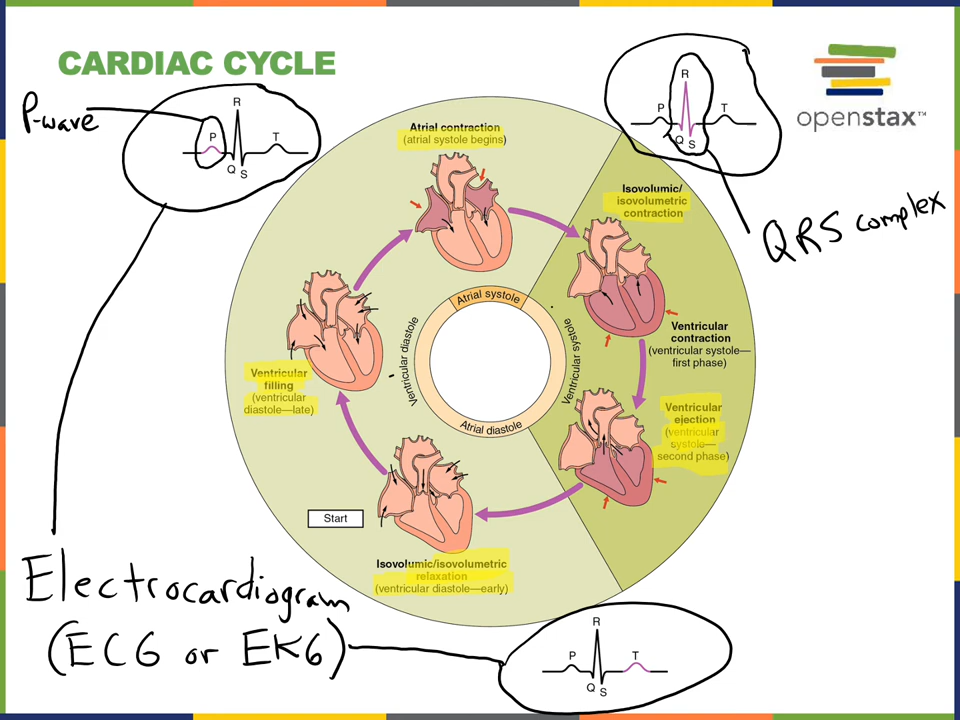 CARDIAC CYCLE
openstax™
P-wave
R
P
T
Q
S
R
P
T
Q
S
QRS complex
Atrial contraction
(atrial systole begins)
Isovolumic/
isovolumetric
contraction
Ventricular
contraction
(ventricular systole—
first phase)
Ventricular
ejection
(ventricular
systole—
second phase)
Isovolumic/isovolumetric
relaxation
(ventricular diastole—early)
Start
Ventricular
filling
(ventricular
diastole—late)
Atrial systole
Ventricular systole
Atrial diastole
Ventricular diastole
Electrocardiogram
(ECG or EKG)
R
P
T
Q
S